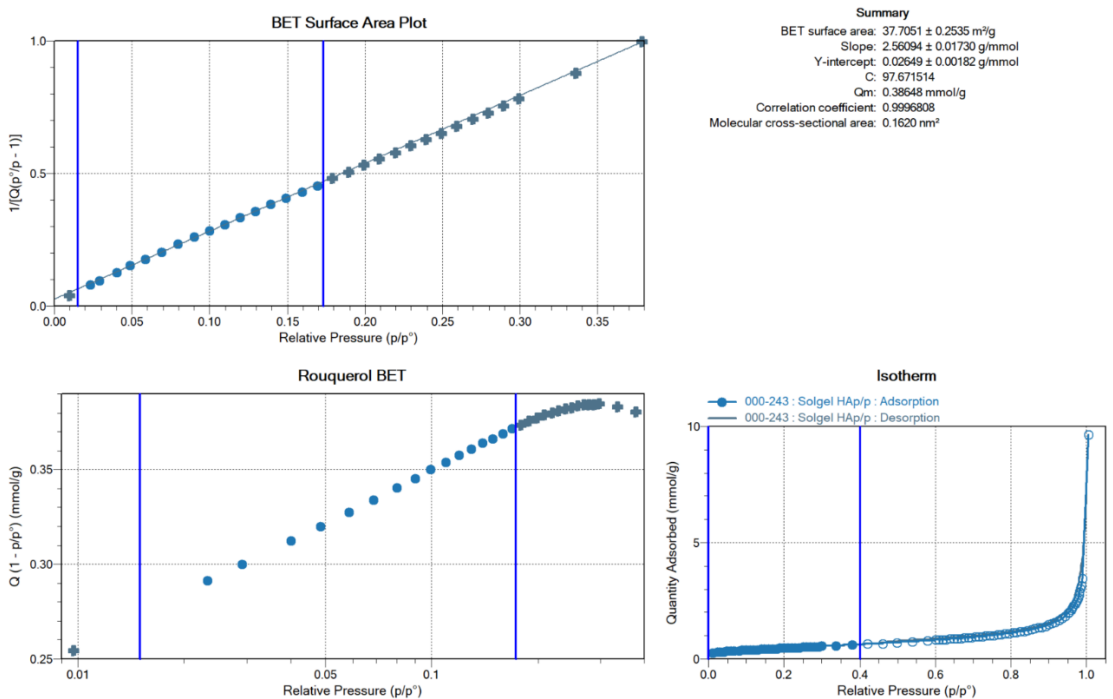 BET Surface Area Plot
1/[Q(p°/p - 1)]
1.0
0.5
0.0
0.00 0.05 0.10 0.15 0.20 0.25 0.30 0.35
Relative Pressure (p/p°)
Summary
BET surface area: 37.7051 ± 0.2535 m²/g
Slope: 2.56094 ± 0.01730 g/mmol
Y-intercept: 0.02649 ± 0.00182 g/mmol
C: 97.671514
Qm: 0.38648 mmol/g
Correlation coefficient: 0.9996808
Molecular cross-sectional area: 0.1620 nm²
Rouquerol BET
Q (1 - p/p°) (mmol/g)
0.35
0.30
0.25
0.01 0.05 0.1
Relative Pressure (p/p°)
Isotherm
000-243 : Solgel HAp/p : Adsorption
000-243 : Solgel HAp/p : Desorption
Quantity Adsorbed (mmol/g)
10
5
0
0.0 0.2 0.4 0.6 0.8 1.0
Relative Pressure (p/p°)